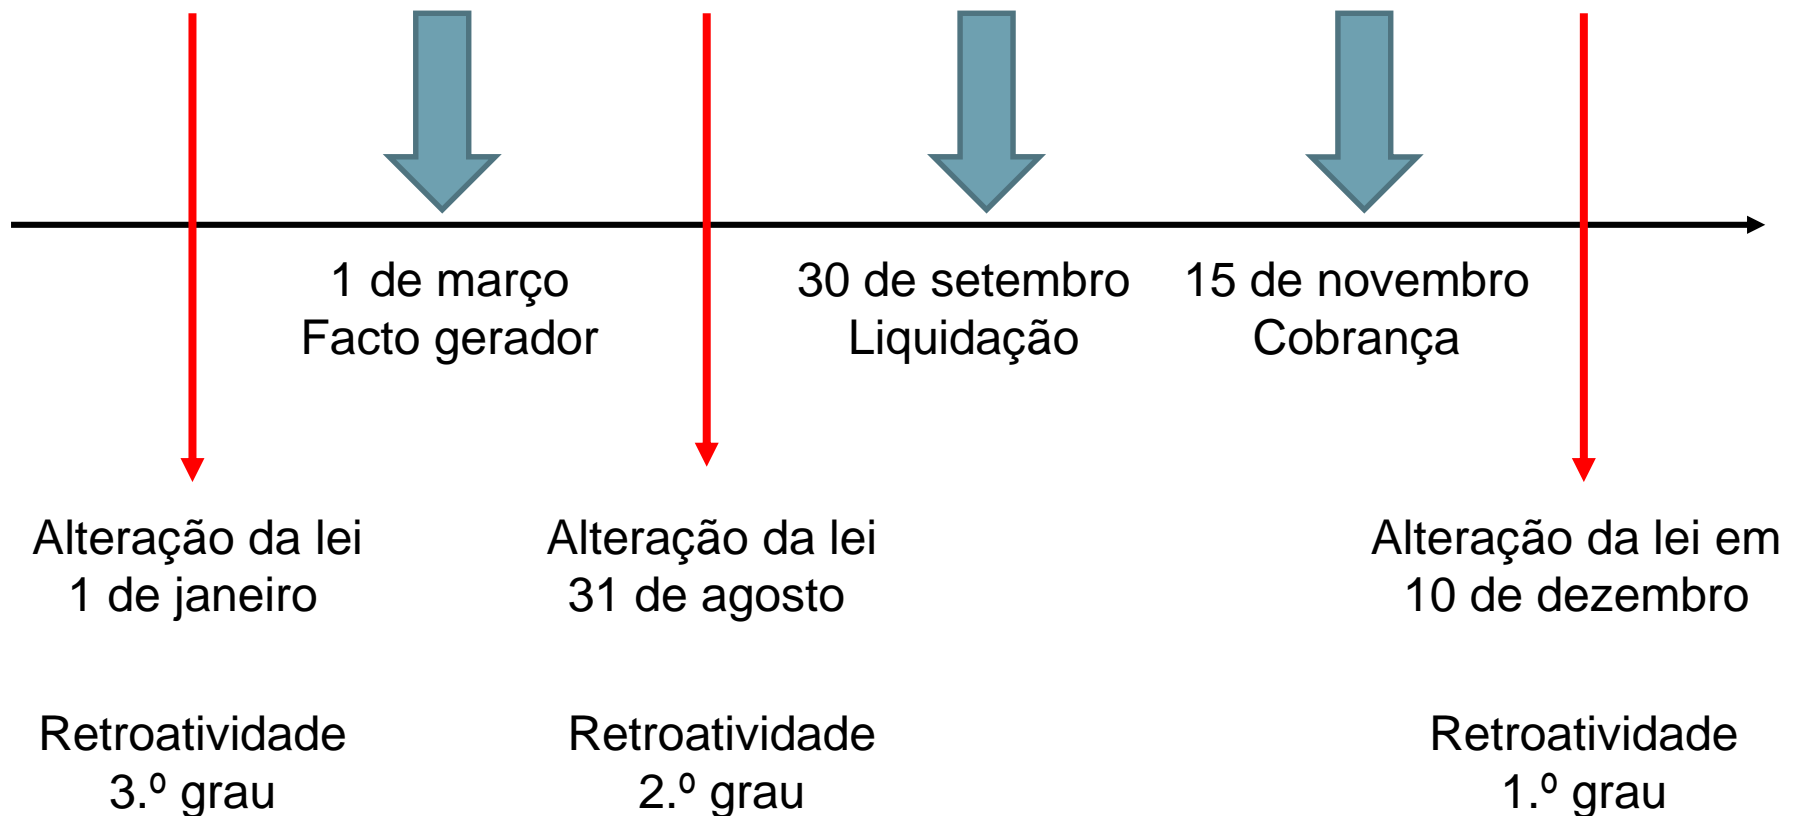 1 de março
Facto gerador
30 de setembro
Liquidação
15 de novembro
Cobrança
Alteração da lei
1 de janeiro
Alteração da lei
31 de agosto
Alteração da lei em
10 de dezembro
Retroatividade
3.º grau
Retroatividade
2.º grau
Retroatividade
1.º grau